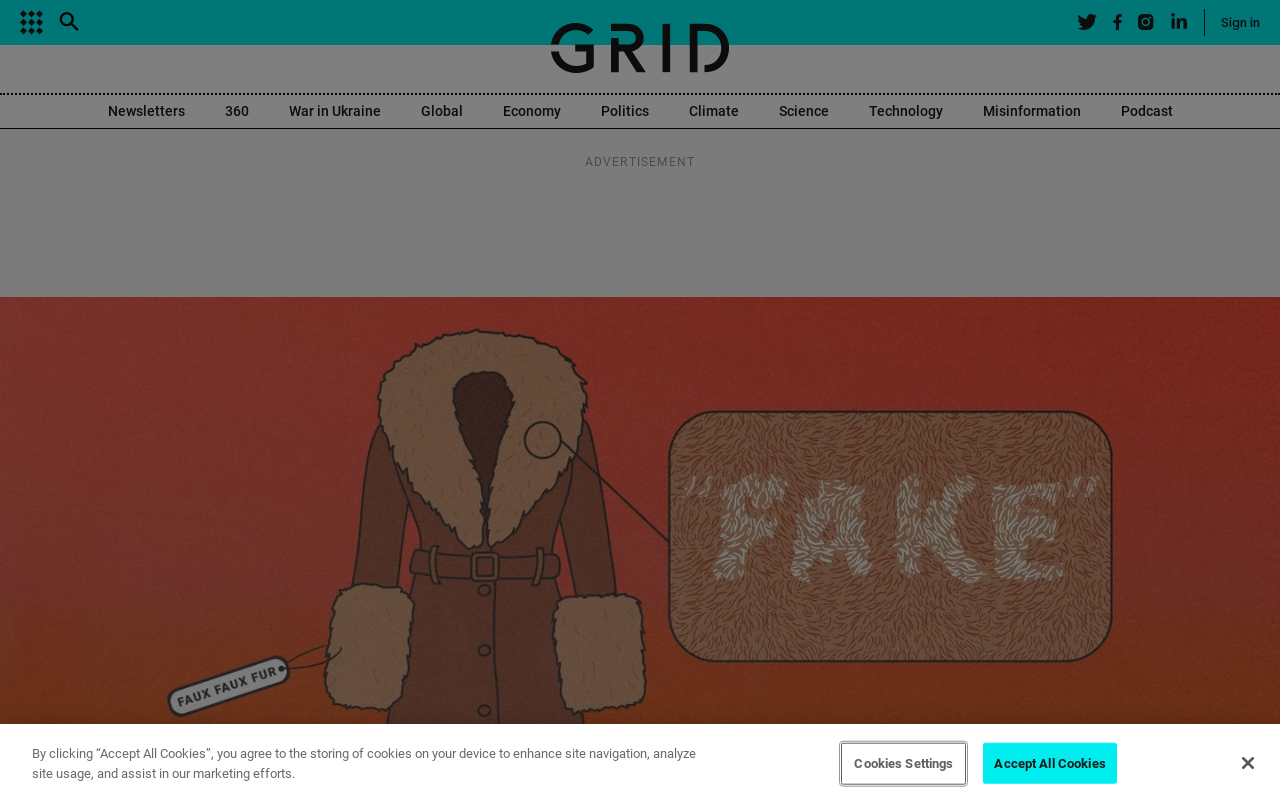 Sign in
GRID
Newsletters 360 War in Ukraine Global Economy Politics Climate Science Technology Misinformation Podcast
ADVERTISEMENT
"FAKE"
FAUX FAUX FUR
By clicking “Accept All Cookies”, you agree to the storing of cookies on your device to enhance site navigation, analyze
site usage, and assist in our marketing efforts.
Cookies Settings
Accept All Cookies